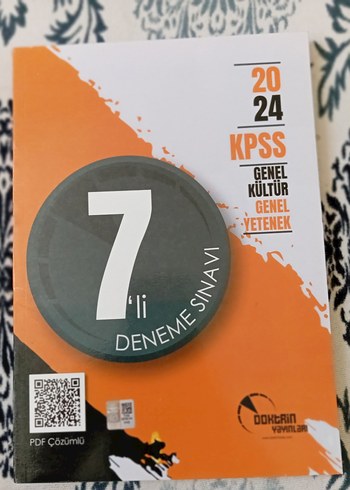 20
24
KPSS
GENEL
KÜLTÜR
GENEL
YETENEK
7'li
DENEME SINAVI
PDF Çözümlü
DOKTRİN
YAYINLARI